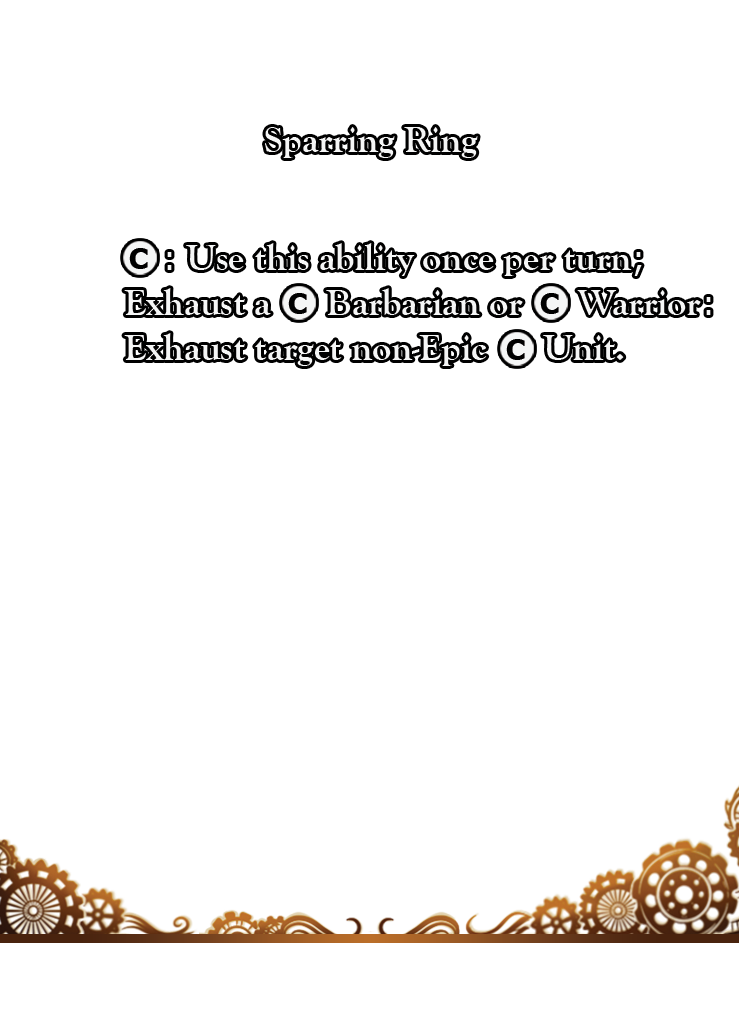 Sparring Ring
©: Use this ability once per turn;
Exhaust a © Barbarian or © Warrior:
Exhaust target non-Epic © Unit.